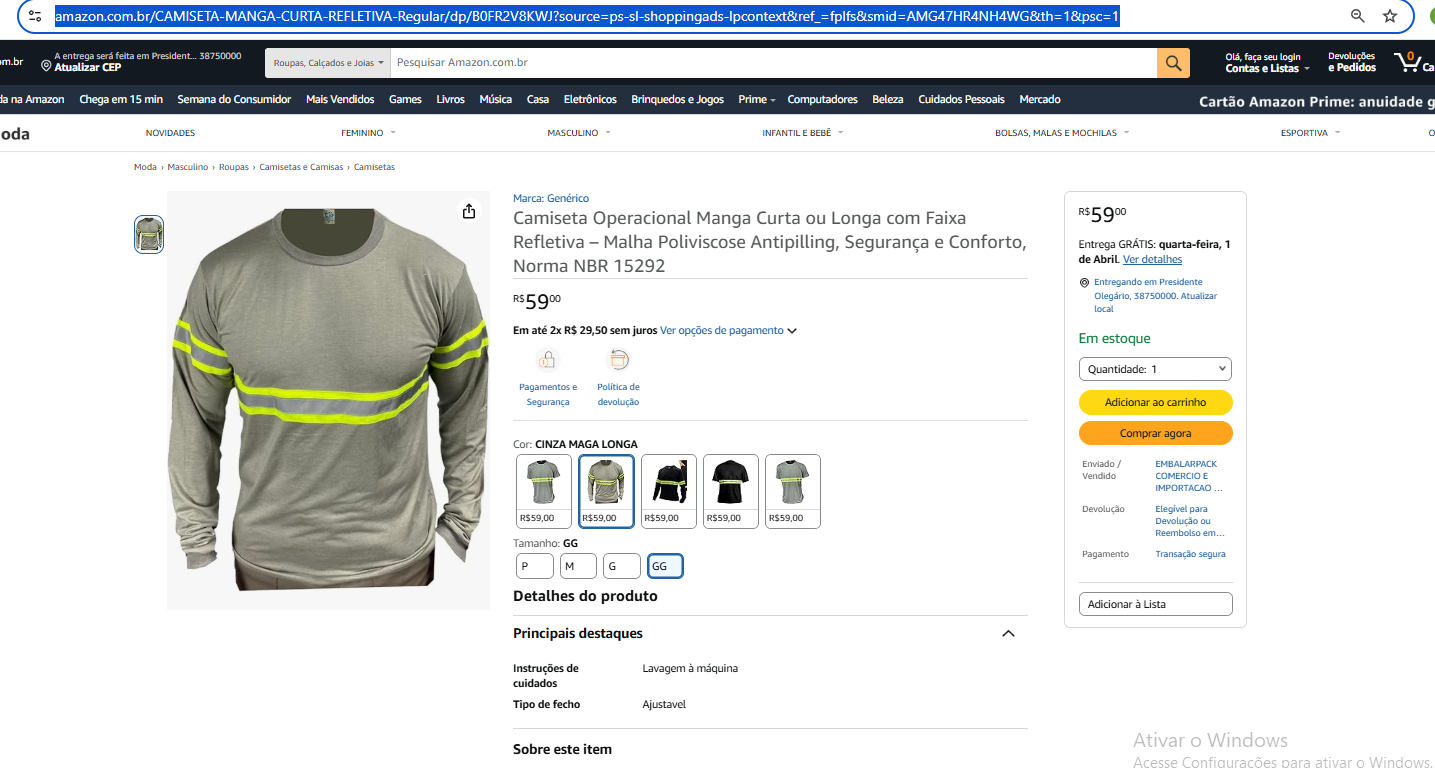 amazon.com.br/CAMISETA-MANGA-CURTA-REFLETIVA-Regular/dp/B0FR2V8KWJ?source=ps-sl-shoppingads-lpcontext&ref_=fplfs&smid=AMG47HR4NH4WG&th=1&psc=1
om.br
A entrega será feita em President... 38750000
Atualizar CEP
Roupas, Calçados e Joias
Pesquisar Amazon.com.br
Olá, faça seu login
Contas e Listas
Devoluções
e Pedidos
0
Ca
da na Amazon Chega em 15 min Semana do Consumidor Mais Vendidos Games Livros Música Casa Eletrônicos Brinquedos e Jogos Prime Computadores Beleza Cuidados Pessoais Mercado Cartão Amazon Prime: anuidade g
oda NOVIDADES FEMININO MASCULINO INFANTIL E BEBÊ BOLSAS, MALAS E MOCHILAS ESPORTIVA O
Moda › Masculino › Roupas › Camisetas e Camisas › Camisetas
Marca: Genérico
Camiseta Operacional Manga Curta ou Longa com Faixa
Refletiva – Malha Poliviscose Antipilling, Segurança e Conforto,
Norma NBR 15292
R$5900
Em até 2x R$ 29,50 sem juros Ver opções de pagamento
Pagamentos e
Segurança
Política de
devolução
Cor: CINZA MAGA LONGA
R$59,00 R$59,00 R$59,00 R$59,00 R$59,00
Tamanho: GG
P M G GG
Detalhes do produto
Principais destaques
Instruções de
cuidados
Lavagem à máquina
Tipo de fecho Ajustavel
Sobre este item
R$5900
Entrega GRÁTIS: quarta-feira, 1
de Abril. Ver detalhes
Entregando em Presidente
Olegário, 38750000. Atualizar
local
Em estoque
Quantidade: 1
Adicionar ao carrinho
Comprar agora
Enviado /
Vendido
EMBALARPACK
COMERCIO E
IMPORTACAO ...
Devolução
Elegível para
Devolução ou
Reembolso em...
Pagamento Transação segura
Adicionar à Lista
Ativar o Windows
Acesse Configurações para ativar o Windows.